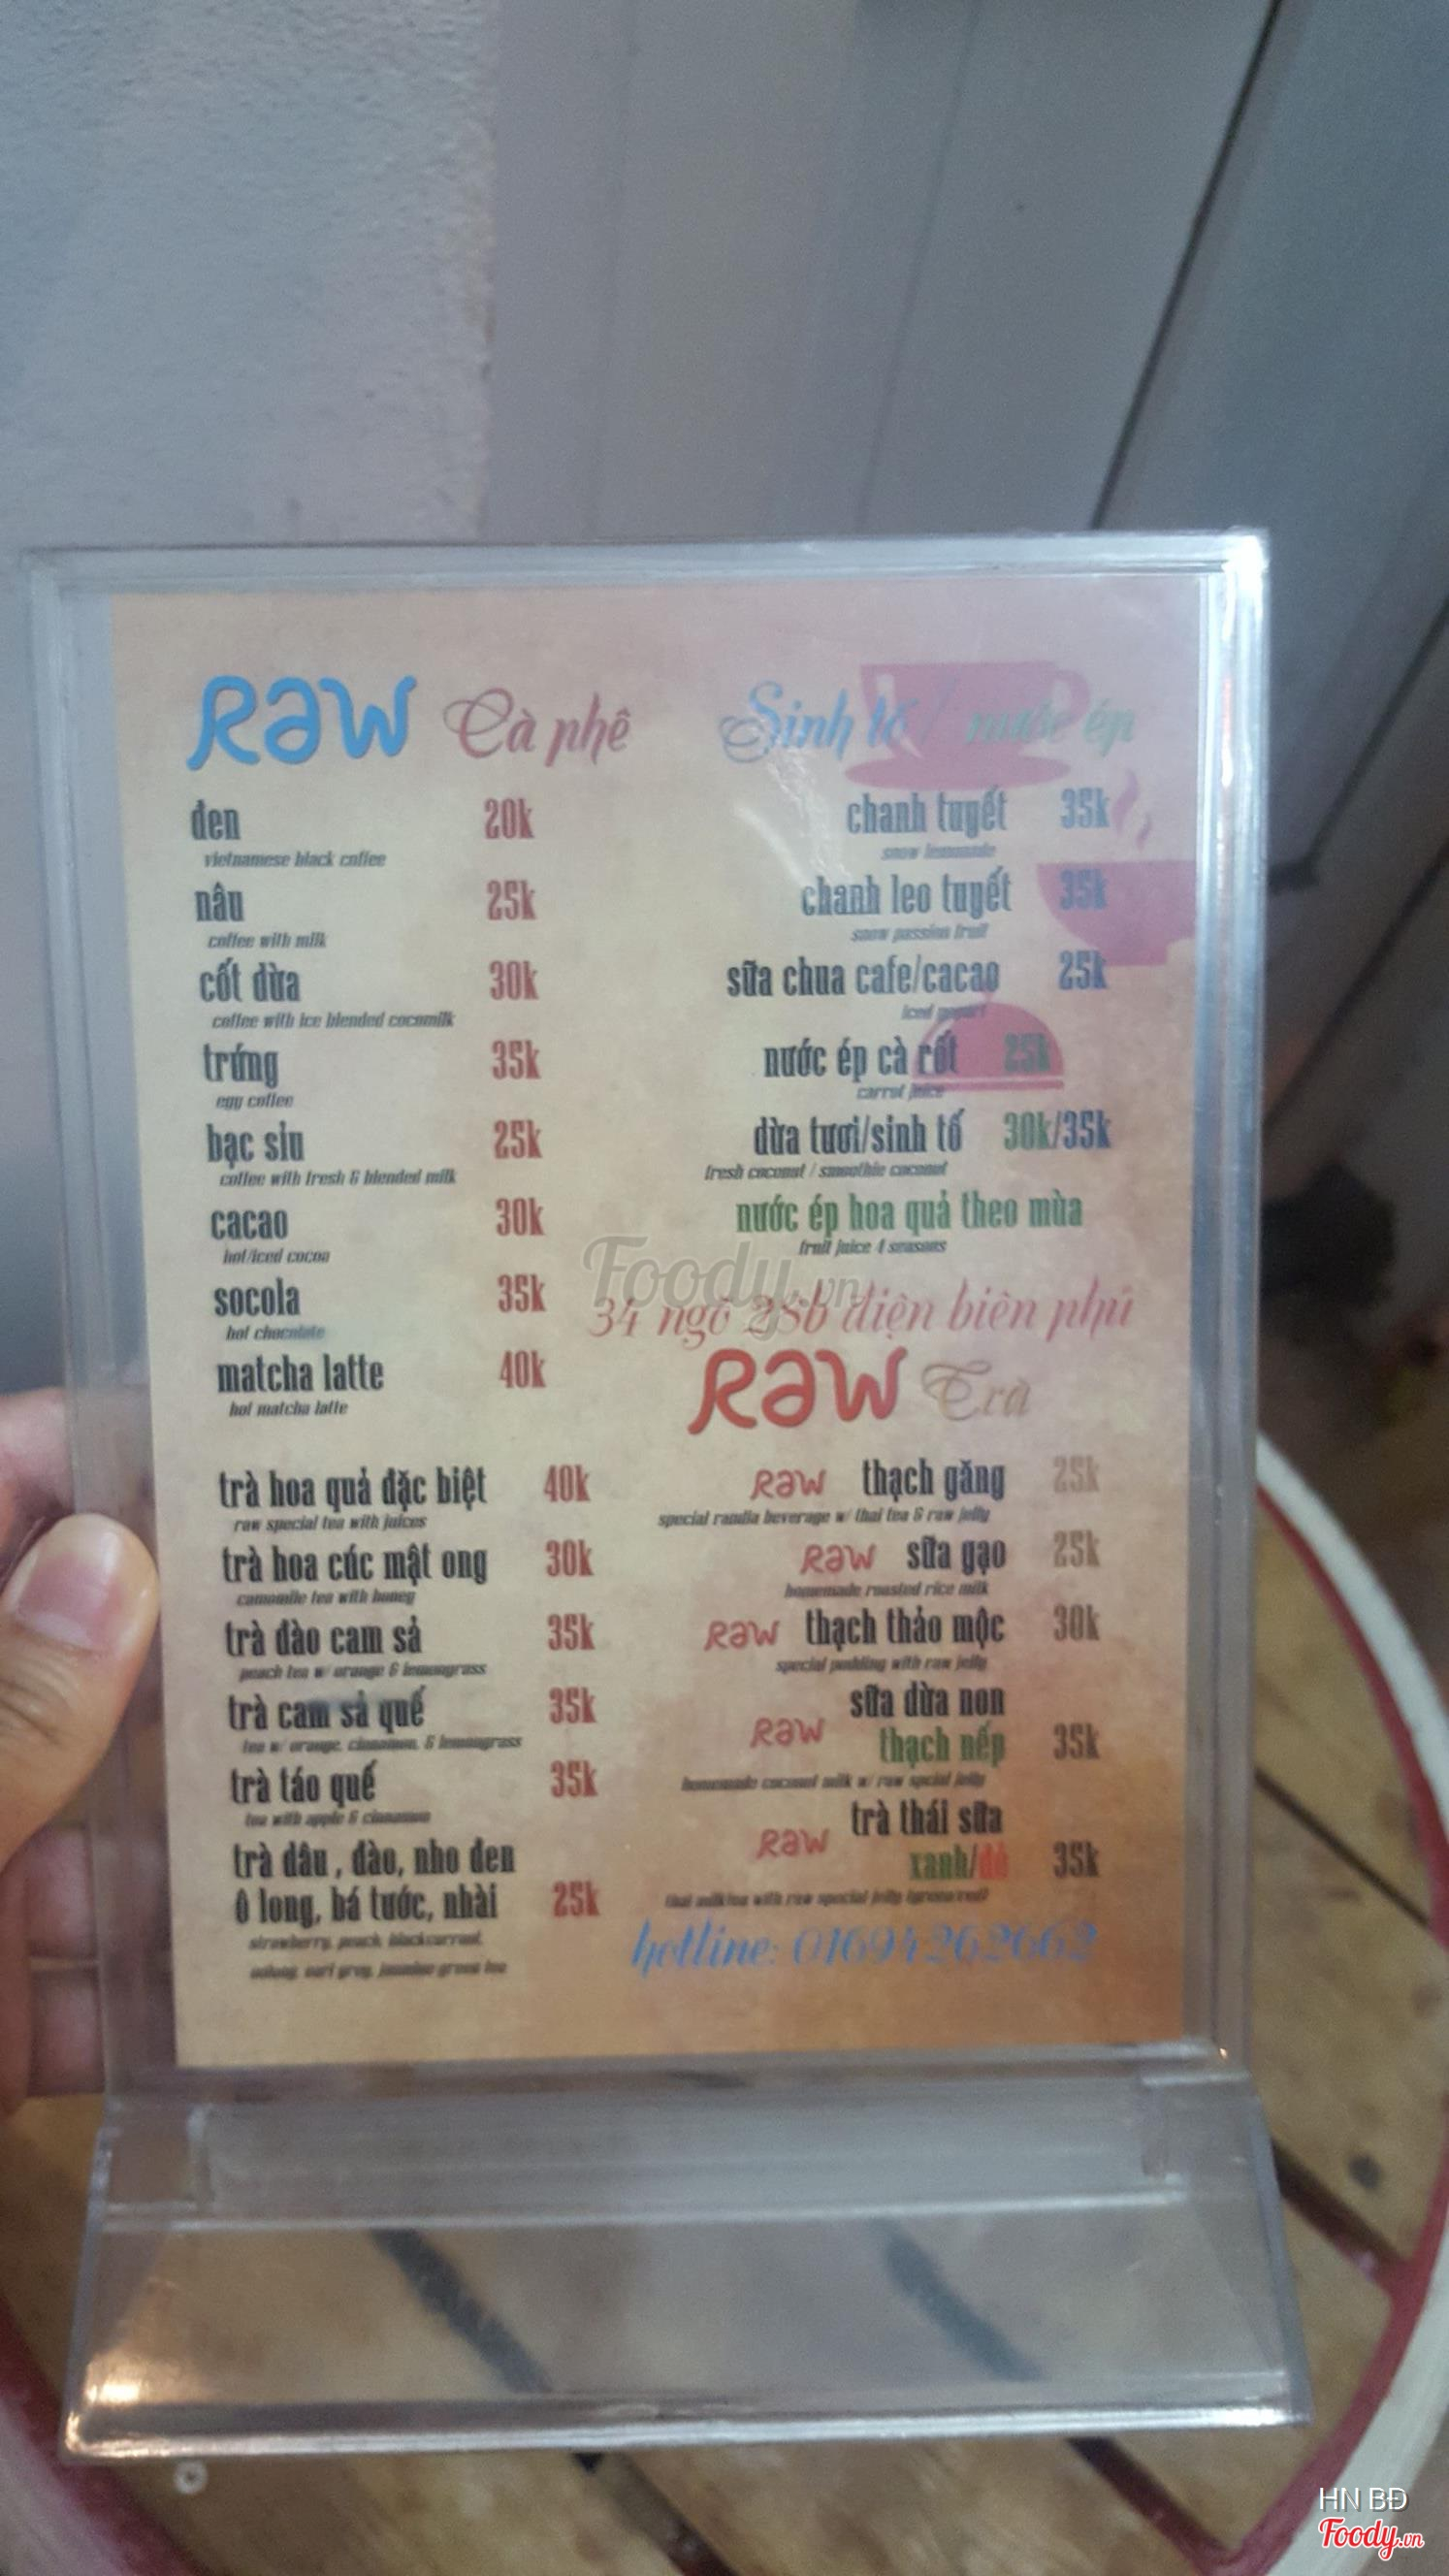 Raw Cà phê
đen 20k
vietnamese black coffee
nâu 25k
coffee with milk
cốt dừa 30k
coffee with ice blended cocomilk
trứng 35k
egg coffee
bạc sỉu 25k
coffee with fresh & blended milk
cacao 30k
hot/iced cocoa
socola 35k
hot chocolate
matcha latte 40k
hot matcha latte
trà hoa quả đặc biệt 40k
raw special tea with juices
trà hoa cúc mật ong 30k
camomile tea with honey
trà đào cam sả 35k
peach tea w/ orange & lemongrass
trà cam sả quế 35k
tea w/ orange, cinnamon, & lemongrass
trà táo quế 35k
tea with apple & cinnamon
trà dâu , đào, nho đen
ô long, bá tước, nhài 25k
strawberry, peach, blackcurrant,
oolong, earl grey, jasmine green tea
Sinh tố / nước ép
chanh tuyết 35k
snow lemonade
chanh leo tuyết 35k
snow passion fruit
sữa chua cafe/cacao 25k
iced yogurt
nước ép cà rốt 25k
carrot juice
dừa tươi/sinh tố 30k/35k
fresh coconut / smoothie coconut
nước ép hoa quả theo mùa
fruit juice 4 seasons
34 ngõ 28b điện biên phủ
Raw Trà
Raw thạch găng 25k
special randia beverage w/ thai tea & raw jelly
Raw sữa gạo 25k
homemade roasted rice milk
Raw thạch thảo mộc 30k
special pudding with raw jelly
sữa dừa non
Raw thạch nếp 35k
homemade coconut milk w/ raw spcial jelly
trà thái sữa
Raw xanh/đỏ 35k
thai milktea with raw special jelly (green/red)
hotline: 01694262662
Foody.vn
HN BĐ
Foody.vn